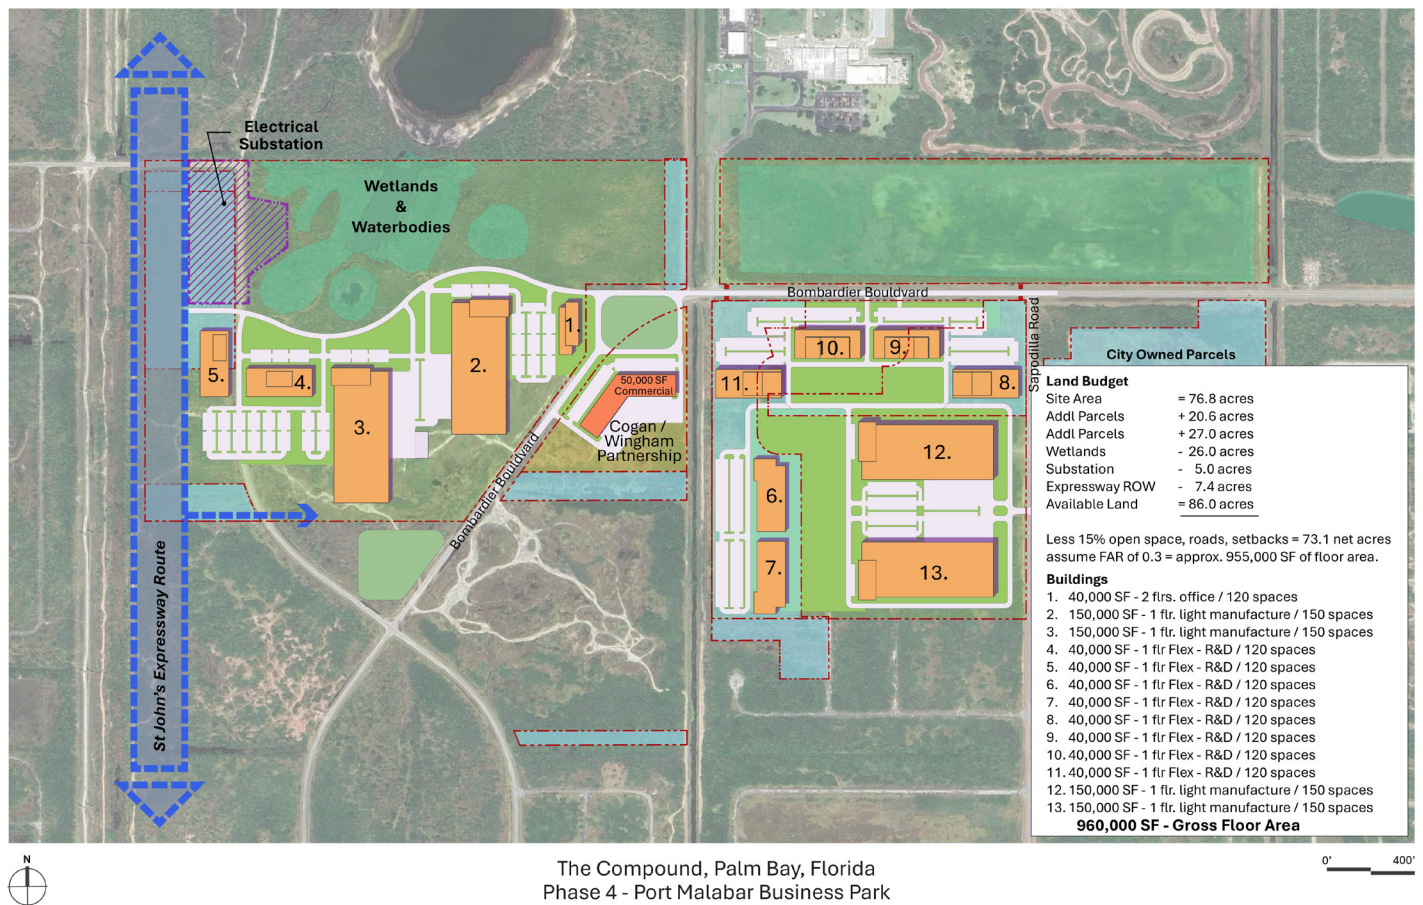 Electrical
Substation
Wetlands
&
Waterbodies
St John's Expressway Route
Bombardier Bouldvard
Bombardier Bouldvard
Sapodilla Road
1.
2.
3.
4.
5.
50,000 SF
Commercial
Cogan /
Wingham
Partnership
6.
7.
8.
9.
10.
11.
12.
13.
City Owned Parcels
Land Budget
Site Area = 76.8 acres
Addl Parcels + 20.6 acres
Addl Parcels + 27.0 acres
Wetlands - 26.0 acres
Substation - 5.0 acres
Expressway ROW - 7.4 acres
Available Land = 86.0 acres
Less 15% open space, roads, setbacks = 73.1 net acres
assume FAR of 0.3 = approx. 955,000 SF of floor area.
Buildings
1. 40,000 SF - 2 flrs. office / 120 spaces
2. 150,000 SF - 1 flr. light manufacture / 150 spaces
3. 150,000 SF - 1 flr. light manufacture / 150 spaces
4. 40,000 SF - 1 flr Flex - R&D / 120 spaces
5. 40,000 SF - 1 flr Flex - R&D / 120 spaces
6. 40,000 SF - 1 flr Flex - R&D / 120 spaces
7. 40,000 SF - 1 flr Flex - R&D / 120 spaces
8. 40,000 SF - 1 flr Flex - R&D / 120 spaces
9. 40,000 SF - 1 flr Flex - R&D / 120 spaces
10. 40,000 SF - 1 flr Flex - R&D / 120 spaces
11. 40,000 SF - 1 flr Flex - R&D / 120 spaces
12. 150,000 SF - 1 flr. light manufacture / 150 spaces
13. 150,000 SF - 1 flr. light manufacture / 150 spaces
960,000 SF - Gross Floor Area
N
The Compound, Palm Bay, Florida
Phase 4 - Port Malabar Business Park
0' 400'